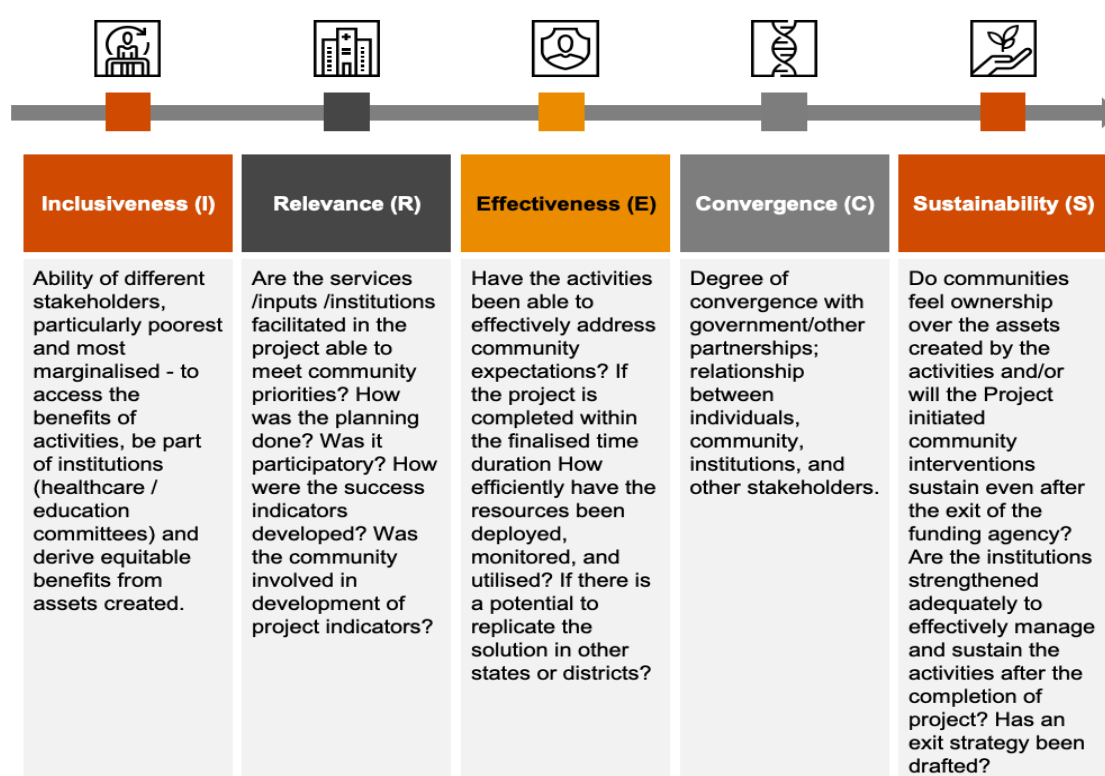 Inclusiveness (I)
Relevance (R)
Effectiveness (E)
Convergence (C)
Sustainability (S)
Ability of different
stakeholders,
particularly poorest
and most
marginalised - to
access the
benefits of
activities, be part
of institutions
(healthcare /
education
committees) and
derive equitable
benefits from
assets created.
Are the services
/inputs /institutions
facilitated in the
project able to
meet community
priorities? How
was the planning
done? Was it
participatory? How
were the success
indicators
developed? Was
the community
involved in
development of
project indicators?
Have the activities
been able to
effectively address
community
expectations? If
the project is
completed within
the finalised time
duration How
efficiently have the
resources been
deployed,
monitored, and
utilised? If there is
a potential to
replicate the
solution in other
states or districts?
Degree of
convergence with
government/other
partnerships;
relationship
between
individuals,
community,
institutions, and
other stakeholders.
Do communities
feel ownership
over the assets
created by the
activities and/or
will the Project
initiated
community
interventions
sustain even after
the exit of the
funding agency?
Are the institutions
strengthened
adequately to
effectively manage
and sustain the
activities after the
completion of
project? Has an
exit strategy been
drafted?